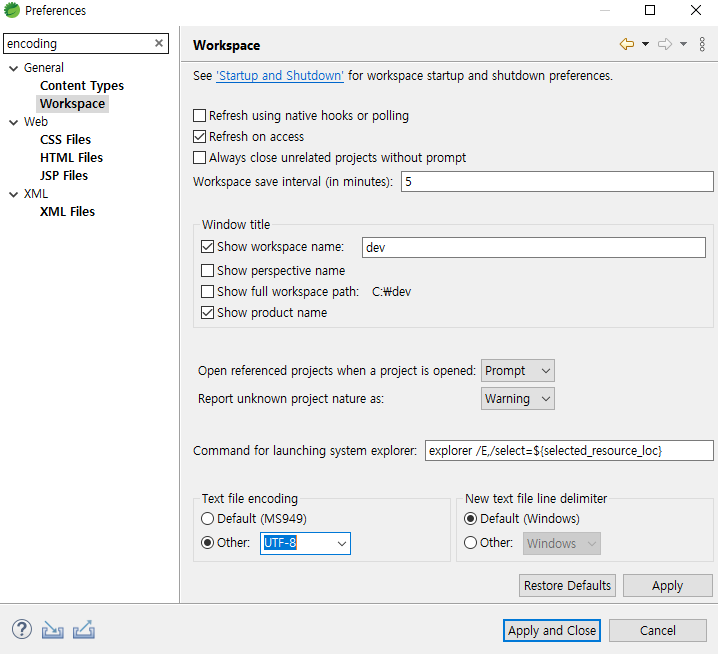 Preferences
encoding
General
Content Types
Workspace
Web
CSS Files
HTML Files
JSP Files
XML
XML Files
Workspace
See 'Startup and Shutdown' for workspace startup and shutdown preferences.
Refresh using native hooks or polling
Refresh on access
Always close unrelated projects without prompt
Workspace save interval (in minutes): 5
Window title
Show workspace name: dev
Show perspective name
Show full workspace path: C:₩dev
Show product name
Open referenced projects when a project is opened: Prompt
Report unknown project nature as: Warning
Command for launching system explorer: explorer /E,/select=${selected_resource_loc}
Text file encoding
Default (MS949)
Other: UTF-8
New text file line delimiter
Default (Windows)
Other: Windows
Restore Defaults Apply
Apply and Close Cancel